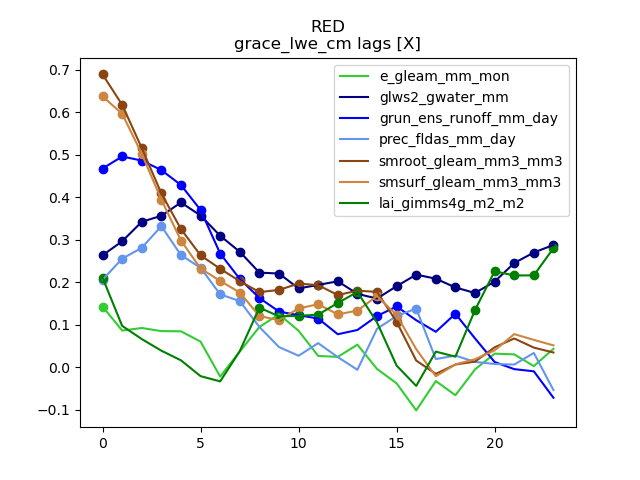 RED
grace_lwe_cm lags [X]
e_gleam_mm_mon
glws2_gwater_mm
grun_ens_runoff_mm_day
prec_fldas_mm_day
smroot_gleam_mm3_mm3
smsurf_gleam_mm3_mm3
lai_gimms4g_m2_m2
0.7
0.6
0.5
0.4
0.3
0.2
0.1
0.0
−0.1
0 5 10 15 20